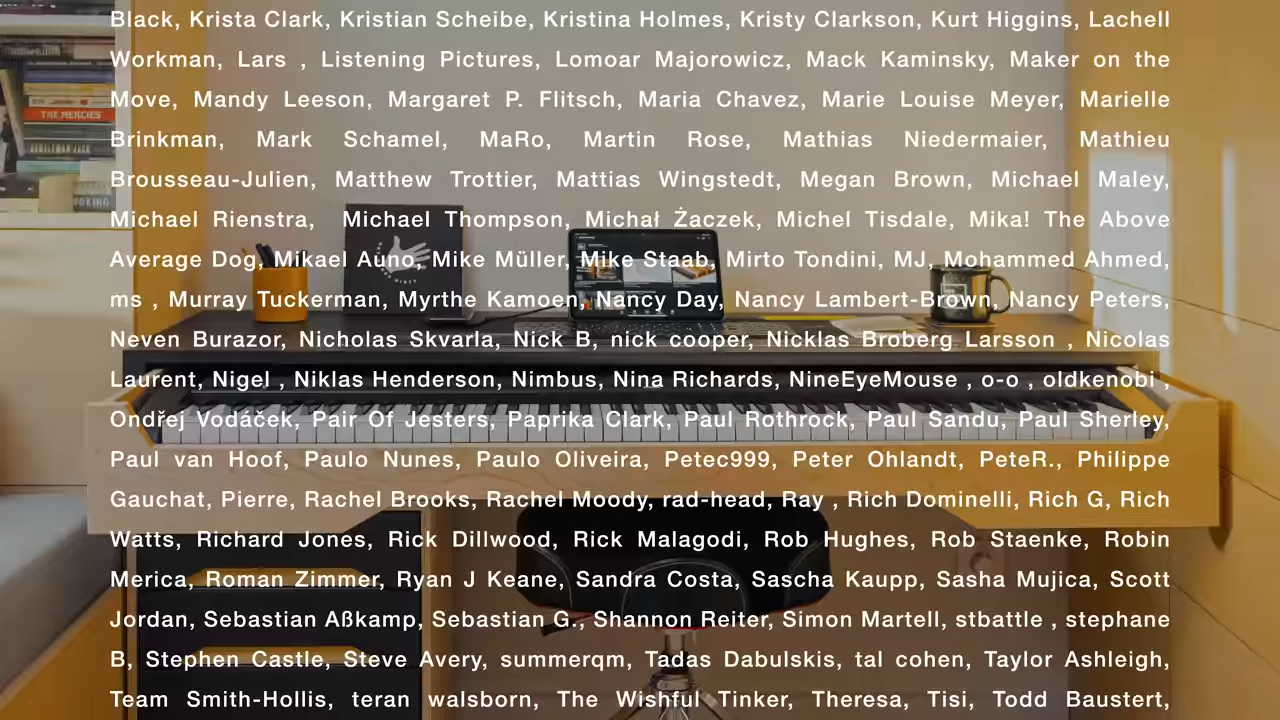 Black, Krista Clark, Kristian Scheibe, Kristina Holmes, Kristy Clarkson, Kurt Higgins, Lachell
Workman, Lars , Listening Pictures, Lomoar Majorowicz, Mack Kaminsky, Maker on the
Move, Mandy Leeson, Margaret P. Flitsch, Maria Chavez, Marie Louise Meyer, Marielle
Brinkman, Mark Schamel, MaRo, Martin Rose, Mathias Niedermaier, Mathieu
Brousseau-Julien, Matthew Trottier, Mattias Wingstedt, Megan Brown, Michael Maley,
Michael Rienstra, Michael Thompson, Michał Żaczek, Michel Tisdale, Mika! The Above
Average Dog, Mikael Auno, Mike Müller, Mike Staab, Mirto Tondini, MJ, Mohammed Ahmed,
ms , Murray Tuckerman, Myrthe Kamoen, Nancy Day, Nancy Lambert-Brown, Nancy Peters,
Neven Burazor, Nicholas Skvarla, Nick B, nick cooper, Nicklas Broberg Larsson , Nicolas
Laurent, Nigel , Niklas Henderson, Nimbus, Nina Richards, NineEyeMouse , o-o , oldkenobi ,
Ondřej Vodáček, Pair Of Jesters, Paprika Clark, Paul Rothrock, Paul Sandu, Paul Sherley,
Paul van Hoof, Paulo Nunes, Paulo Oliveira, Petec999, Peter Ohlandt, PeteR., Philippe
Gauchat, Pierre, Rachel Brooks, Rachel Moody, rad-head, Ray , Rich Dominelli, Rich G, Rich
Watts, Richard Jones, Rick Dillwood, Rick Malagodi, Rob Hughes, Rob Staenke, Robin
Merica, Roman Zimmer, Ryan J Keane, Sandra Costa, Sascha Kaupp, Sasha Mujica, Scott
Jordan, Sebastian Aßkamp, Sebastian G., Shannon Reiter, Simon Martell, stbattle , stephane
B, Stephen Castle, Steve Avery, summerqm, Tadas Dabulskis, tal cohen, Taylor Ashleigh,
Team Smith-Hollis, teran walsborn, The Wishful Tinker, Theresa, Tisi, Todd Baustert,
THE MERCIES